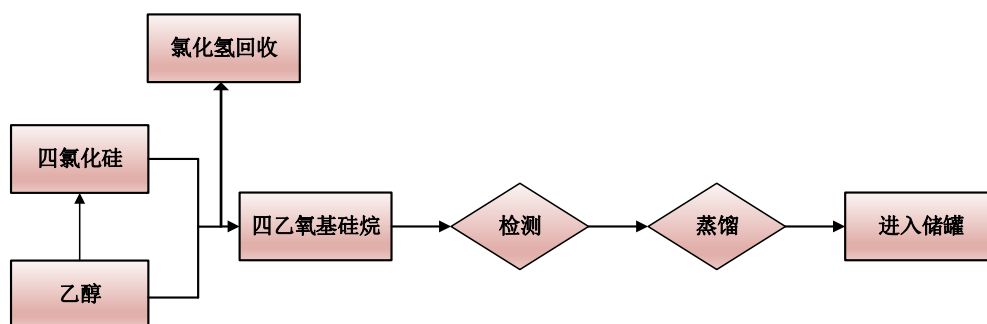 氯化氢回收
四氯化硅
四乙氧基硅烷
检测
蒸馏
进入储罐
乙醇